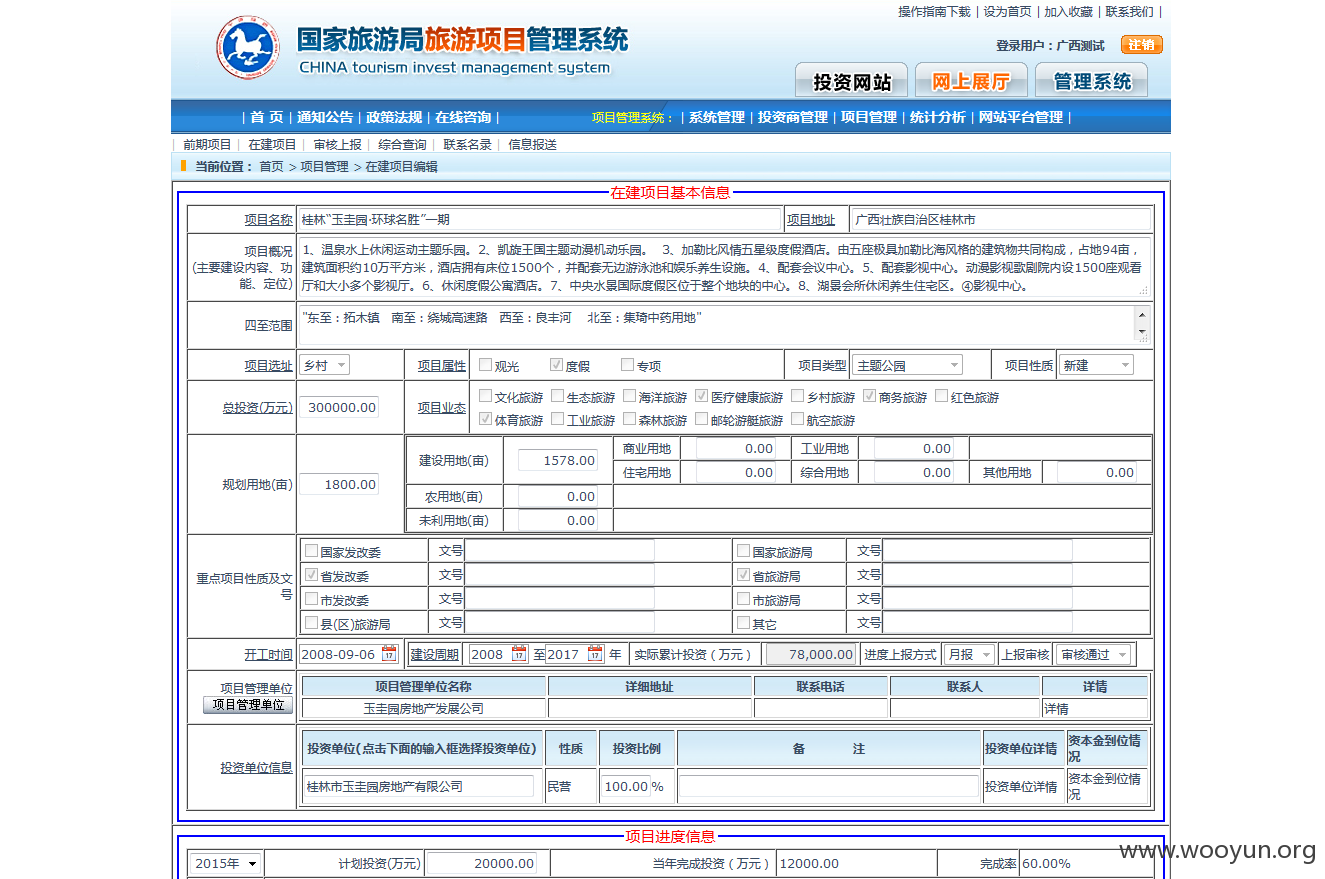 操作指南下载 | 设为首页 | 加入收藏 | 联系我们 |
国家旅游局旅游项目管理系统
CHINA tourism invest management system
登录用户：广西测试 注销
投资网站 网上展厅 管理系统
| 首 页 | 通知公告 | 政策法规 | 在线咨询 | 项目管理系统： | 系统管理 | 投资商管理 | 项目管理 | 统计分析 | 网站平台管理 |
| 前期项目 | 在建项目 | 审核上报 | 综合查询 | 联系名录 | 信息报送
当前位置： 首页 > 项目管理 > 在建项目编辑
在建项目基本信息
项目名称 桂林“玉圭园·环球名胜”一期 项目地址 广西壮族自治区桂林市
项目概况
(主要建设内容、功
能、定位)
1、温泉水上休闲运动主题乐园。2、凯旋王国主题动漫机动乐园。 3、加勒比风情五星级度假酒店。由五座极具加勒比海风格的建筑物共同构成，占地94亩，
建筑面积约10万平方米，酒店拥有床位1500个，并配套无边游泳池和娱乐养生设施。4、配套会议中心。5、配套影视中心。动漫影视歌剧院内设1500座观看
厅和大小多个影视厅。6、休闲度假公寓酒店。7、中央水景国际度假区位于整个地块的中心。8、湖景会所休闲养生住宅区。④影视中心。
四至范围 "东至：拓木镇 南至：绕城高速路 西至：良丰河 北至：集琦中药用地"
项目选址 乡村 项目属性 观光 度假 专项 项目类型 主题公园 项目性质 新建
总投资(万元) 300000.00 项目业态
文化旅游 生态旅游 海洋旅游 医疗健康旅游 乡村旅游 商务旅游 红色旅游
体育旅游 工业旅游 森林旅游 邮轮游艇旅游 航空旅游
规划用地(亩) 1800.00
建设用地(亩) 1578.00
商业用地 0.00 工业用地 0.00
住宅用地 0.00 综合用地 0.00 其他用地 0.00
农用地(亩) 0.00
未利用地(亩) 0.00
重点项目性质及文
号
国家发改委 文号 国家旅游局 文号
省发改委 文号 省旅游局 文号
市发改委 文号 市旅游局 文号
县(区)旅游局 文号 其它 文号
开工时间 2008-09-06 建设周期 2008 至 2017 年 实际累计投资（万元） 78,000.00 进度上报方式 月报 上报审核 审核通过
项目管理单位
项目管理单位
项目管理单位名称 详细地址 联系电话 联系人 详情
玉圭园房地产发展公司 详情
投资单位信息
投资单位(点击下面的输入框选择投资单位) 性质 投资比例 备 注 投资单位详情 资本金到位情
况
桂林市玉圭园房地产有限公司 民营 100.00 % 投资单位详情 资本金到位情
况
项目进度信息
2015年 计划投资(万元) 20000.00 当年完成投资（万元） 12000.00 完成率 60.00%
www.wooyun.org